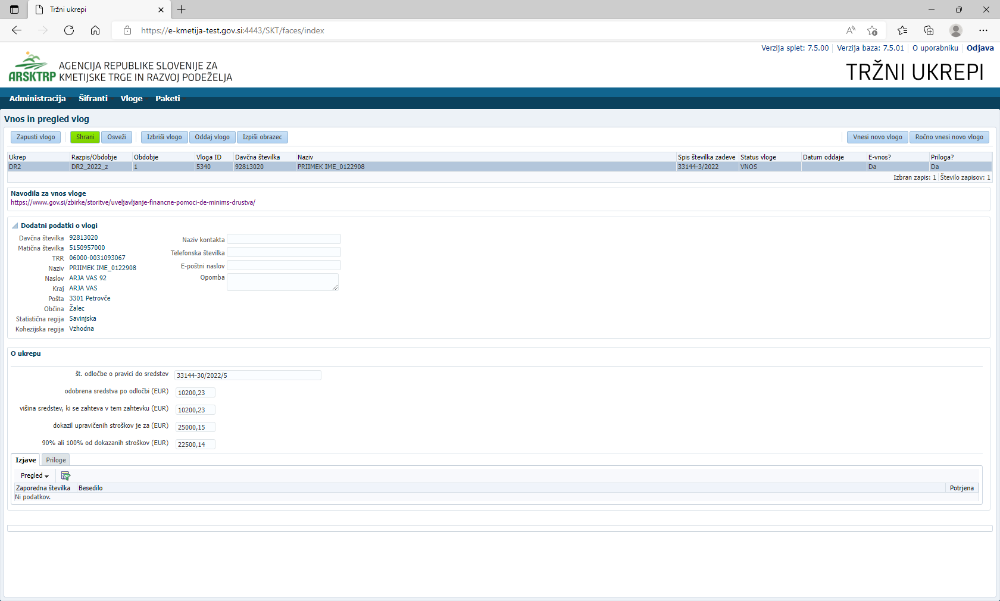 Tržni ukrepi
https://e-kmetija-test.gov.si:4443/SKT/faces/index
Verzija splet: 7.5.00 Verzija baza: 7.5.01 O uporabniku Odjava
ARSKTRP
AGENCIJA REPUBLIKE SLOVENIJE ZA
KMETIJSKE TRGE IN RAZVOJ PODEŽELJA
TRŽNI UKREPI
Administracija Šifranti Vloge Paketi
Vnos in pregled vlog
Zapusti vlogo Shrani Osveži Izbriši vlogo Oddaj vlogo Izpiši obrazec Vnesi novo vlogo Ročno vnesi novo vlogo
Ukrep Razpis/Obdobje Obdobje Vloga ID Davčna številka Naziv Spis številka zadeve Status vloge Datum oddaje E-vnos? Priloga?
DR2 DR2_2022_z 1 5340 92813020 PRIIMEK IME_0122908 33144-3/2022 VNOS Da Da
Izbran zapis: 1 Število zapisov: 1
Navodila za vnos vloge
https://www.gov.si/zbirke/storitve/uveljavljanje-financne-pomoci-de-minims-drustva/
Dodatni podatki o vlogi
Davčna številka 92813020
Matična številka 5150957000
TRR 06000-0031093067
Naziv PRIIMEK IME_0122908
Naslov ARJA VAS 92
Kraj ARJA VAS
Pošta 3301 Petrovče
Občina Žalec
Statistična regija Savinjska
Kohezijska regija Vzhodna
Naziv kontakta
Telefonska številka
E-poštni naslov
Opomba
O ukrepu
št. odločbe o pravici do sredstev 33144-30/2022/5
odobrena sredstva po odločbi (EUR) 10200,23
višina sredstev, ki se zahteva v tem zahtevku (EUR) 10200,23
dokazil upravičenih stroškov je za (EUR) 25000,15
90% ali 100% od dokazanih stroškov (EUR) 22500,14
Izjave Priloge
Pregled
Zaporedna številka Besedilo Potrjena
Ni podatkov.